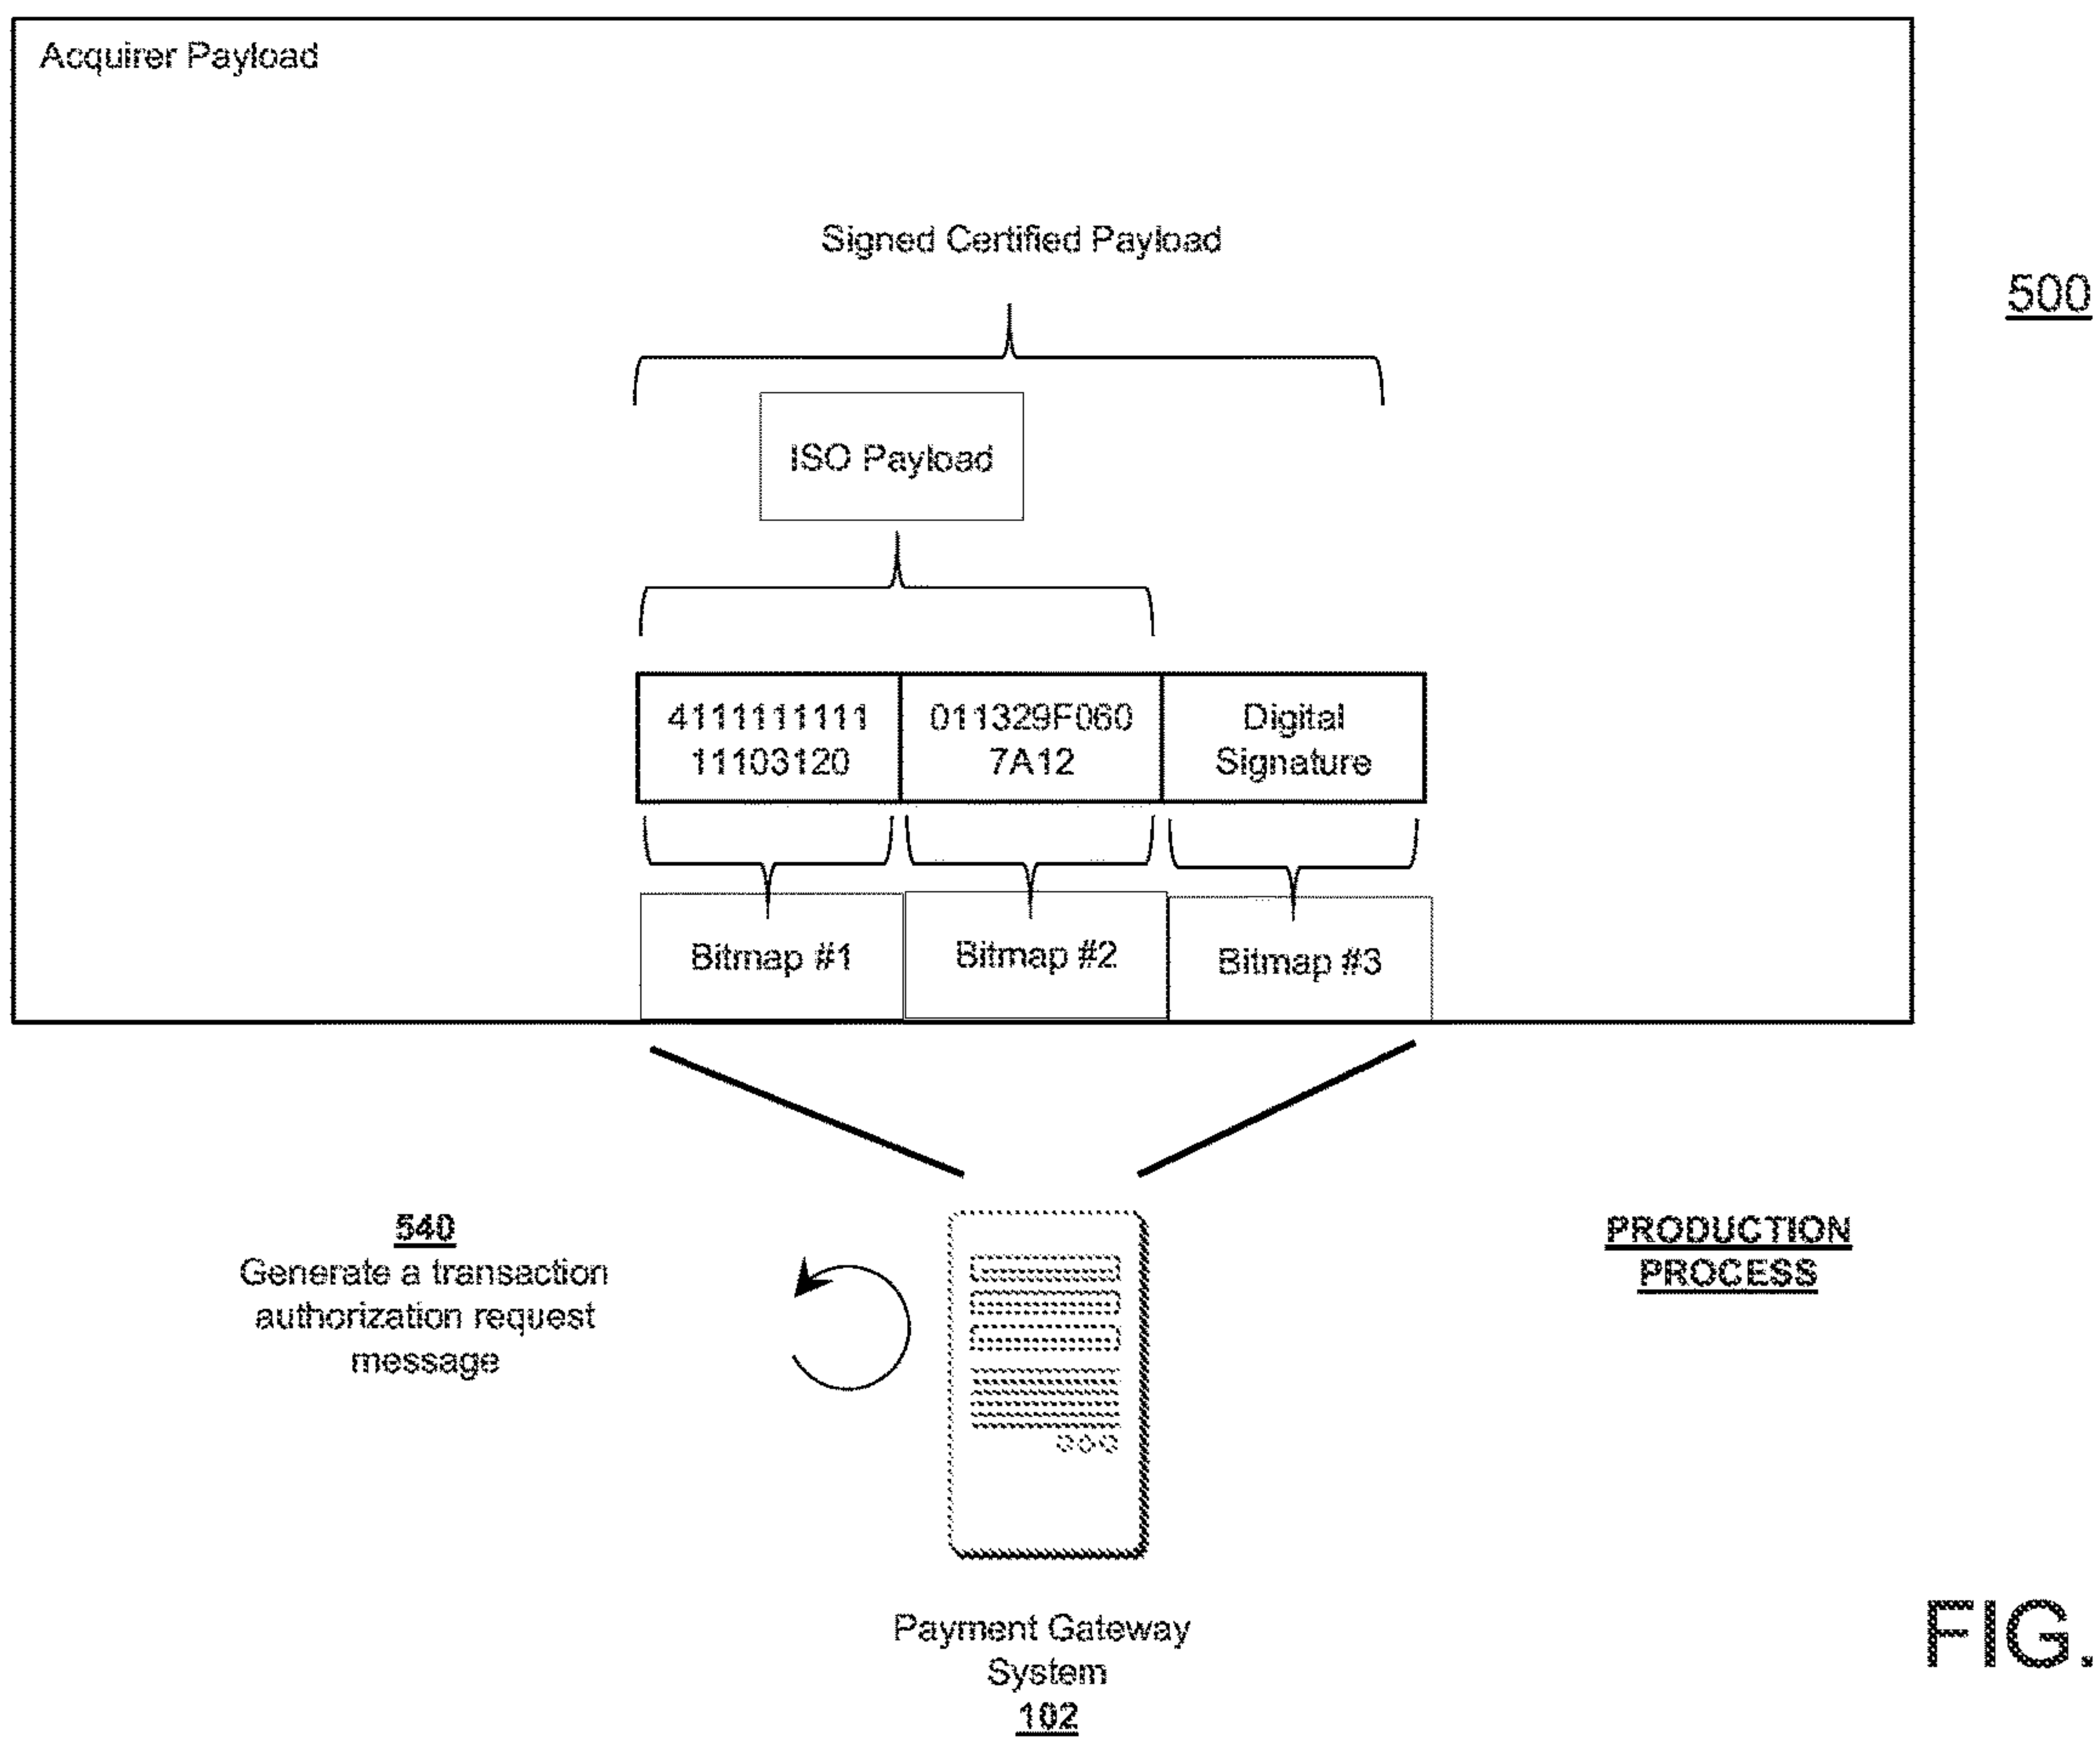 Acquirer Payload
Signed Certified Payload
500
ISO Payload
4111111111
11103120
011329F060
7A12
Digital
Signature
Bitmap #1
Bitmap #2
Bitmap #3
540
Generate a transaction
authorization request
message
PRODUCTION
PROCESS
Payment Gateway
System
102
FIG.